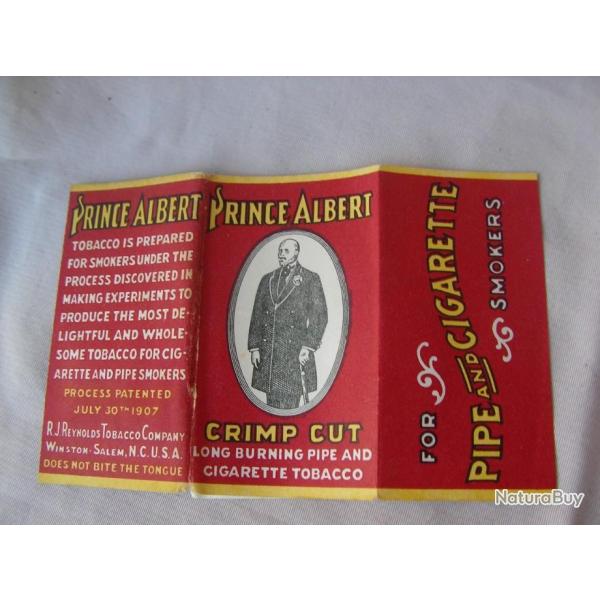 PRINCE ALBERT
TOBACCO IS PREPARED
FOR SMOKERS UNDER THE
PROCESS DISCOVERED IN
MAKING EXPERIMENTS TO
PRODUCE THE MOST DE-
LIGHTFUL AND WHOLE-
SOME TOBACCO FOR CIG-
ARETTE AND PIPE SMOKERS
PROCESS PATENTED
JULY 30TH 1907
R.J. REYNOLDS TOBACCO COMPANY
WINSTON-SALEM, N.C.U.S.A.
DOES NOT BITE THE TONGUE
PRINCE ALBERT
CRIMP CUT
LONG BURNING PIPE AND
CIGARETTE TOBACCO
FOR
PIPE AND CIGARETTE
SMOKERS
NaturaBuy